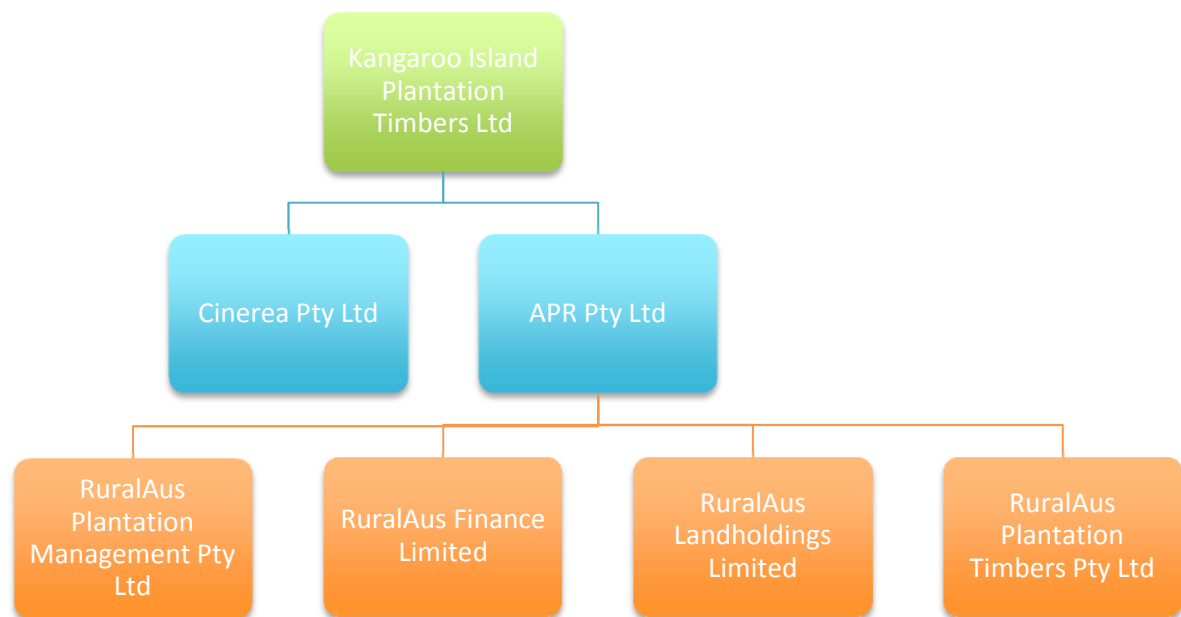 Kangaroo Island
Plantation
Timbers Ltd
Cinerea Pty Ltd
APR Pty Ltd
RuralAus
Plantation
Management Pty
Ltd
RuralAus Finance
Limited
RuralAus
Landholdings
Limited
RuralAus
Plantation
Timbers Pty Ltd